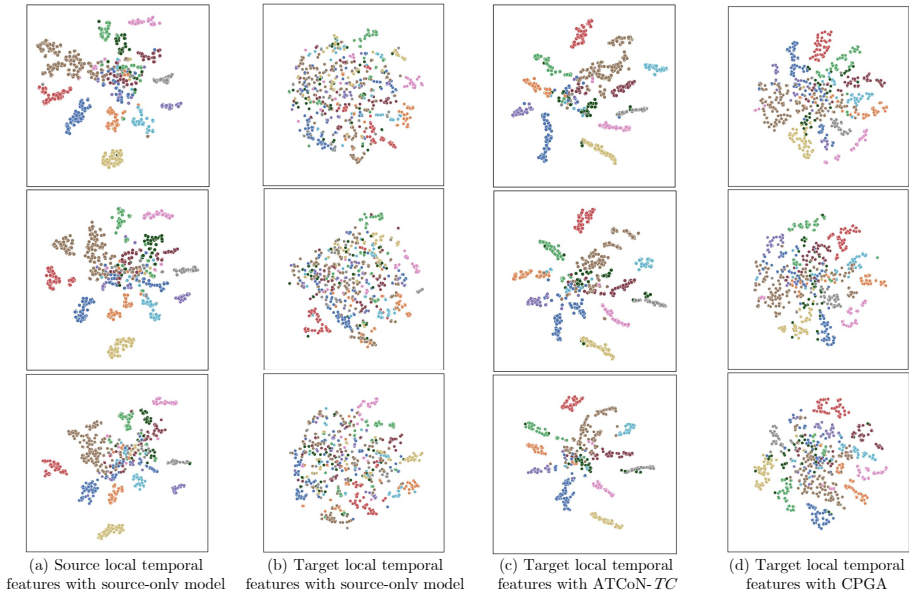 (a) Source local temporal
features with source-only model
(b) Target local temporal
features with source-only model
(c) Target local temporal
features with ATCoN-TC
(d) Target local temporal
features with CPGA